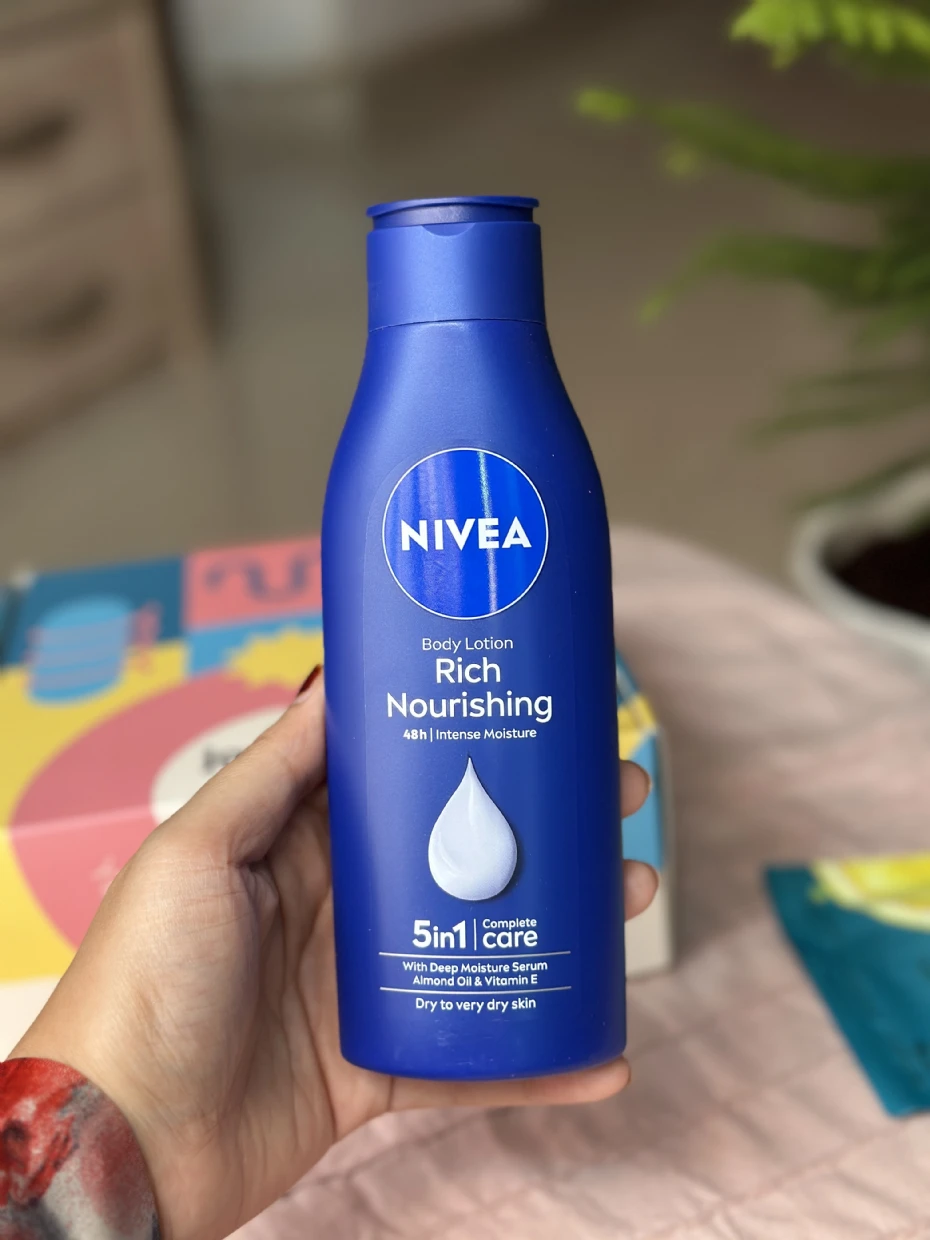 NIVEA
Body Lotion
Rich
Nourishing
48h | Intense Moisture
5in1 | Complete care
With Deep Moisture Serum
Almond Oil & Vitamin E
Dry to very dry skin